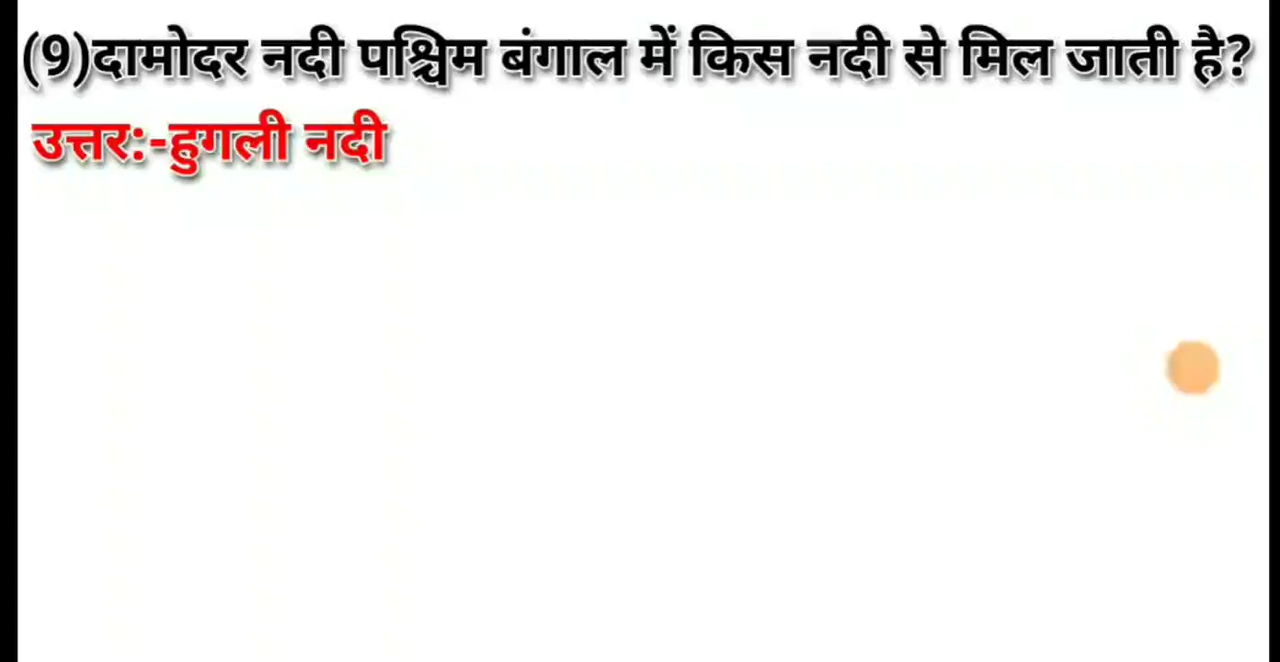 (9)दामोदर नदी पश्चिम बंगाल में किस नदी से मिल जाती है?
उत्तर:-हुगली नदी